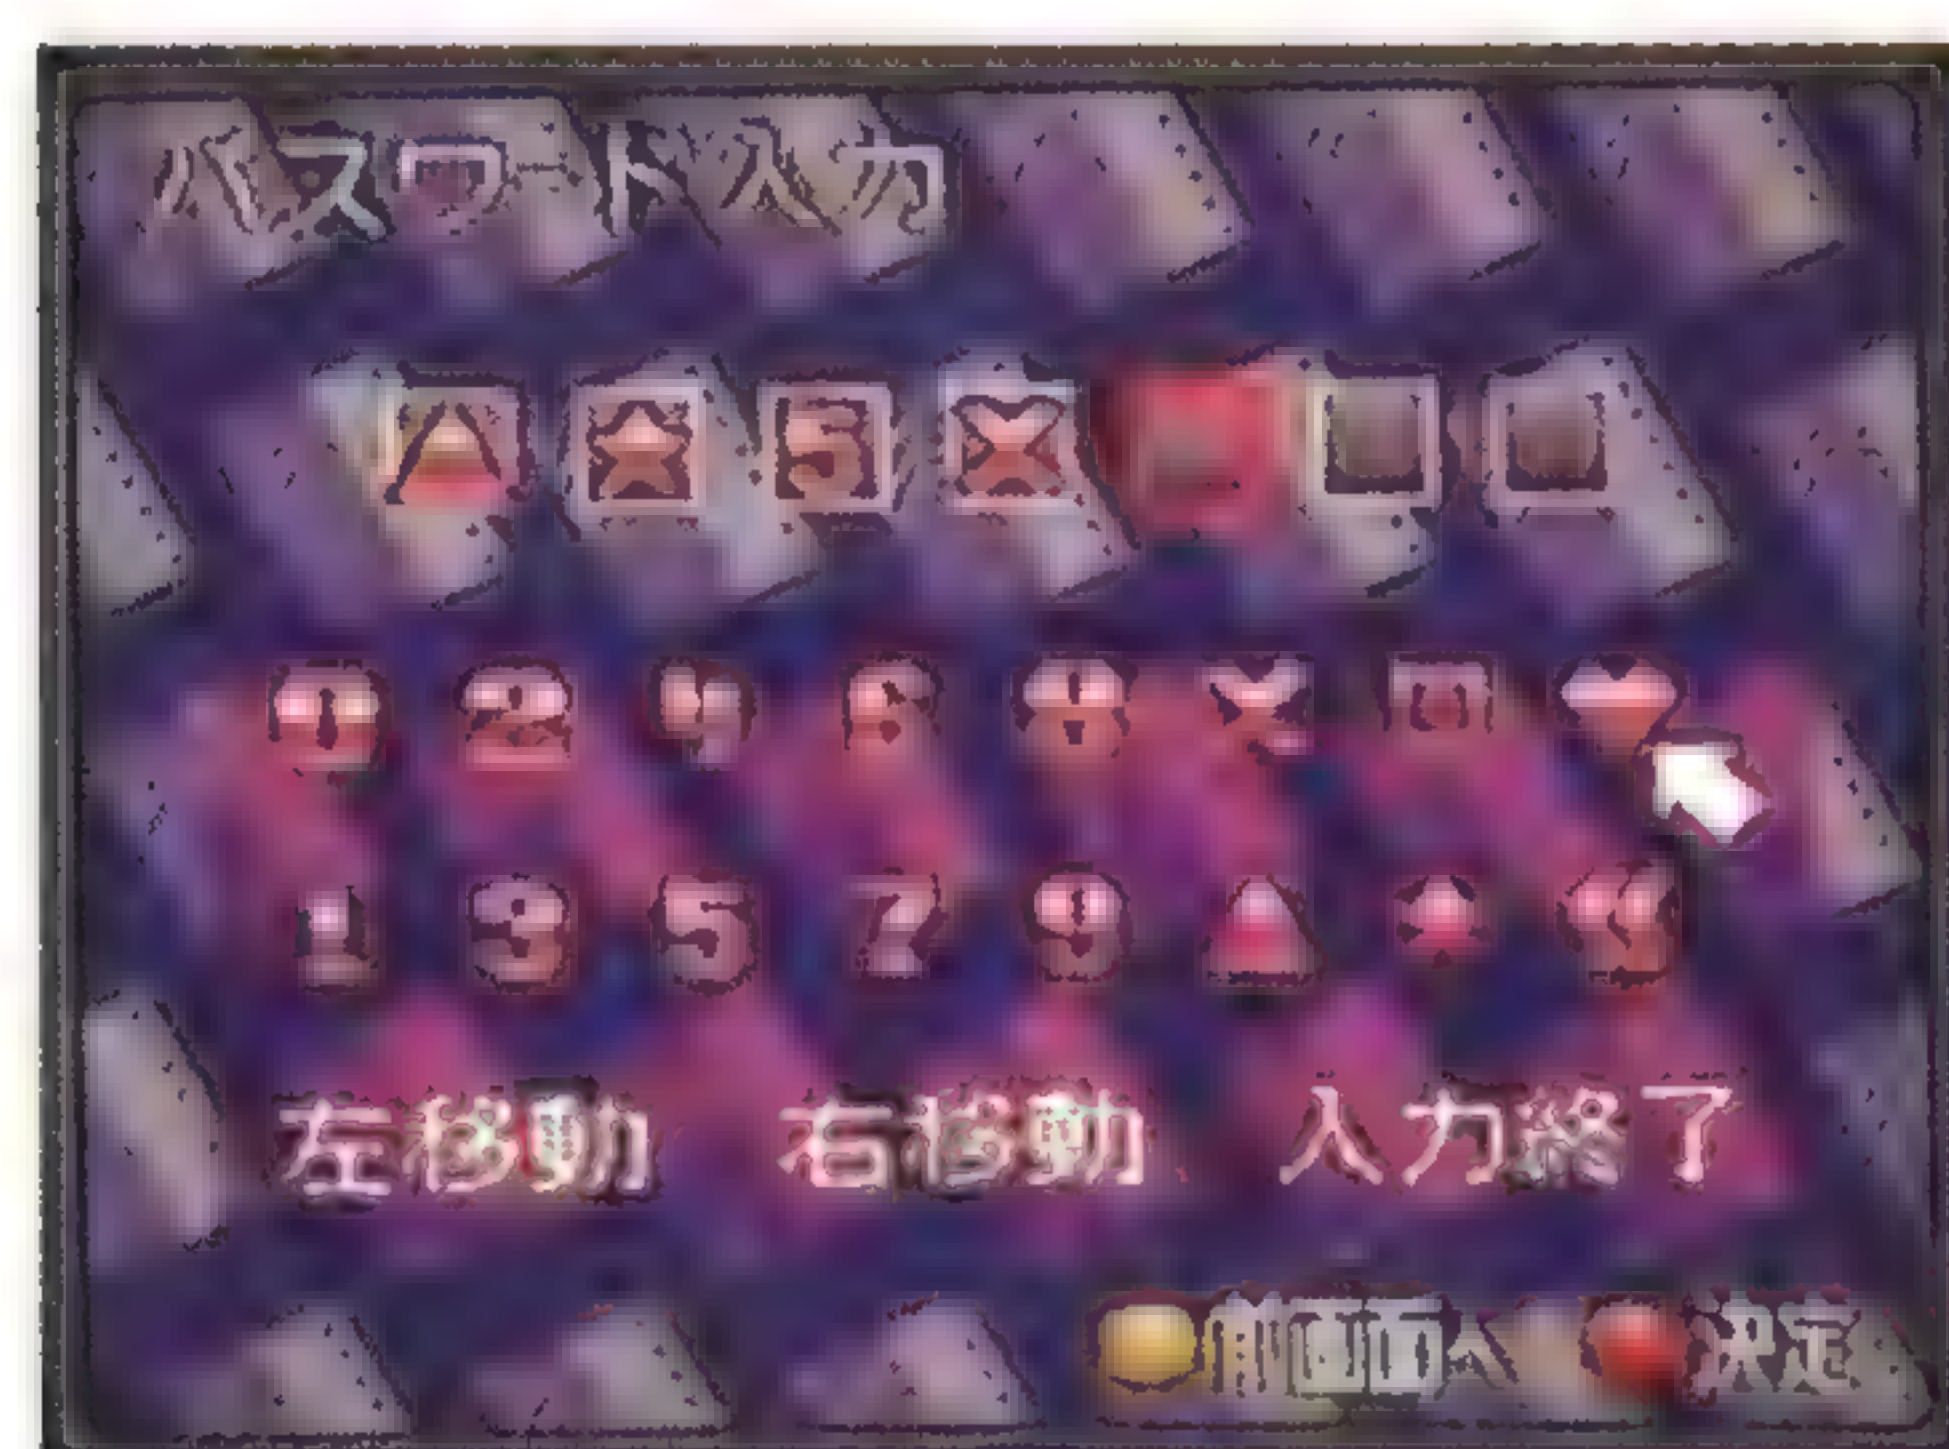 パスワード入力
△☆5×
0 2 4 6 8 × □ ♥
1 3 5 7 9 △ ★
左移動 右移動 入力終了
前画面へ 決定